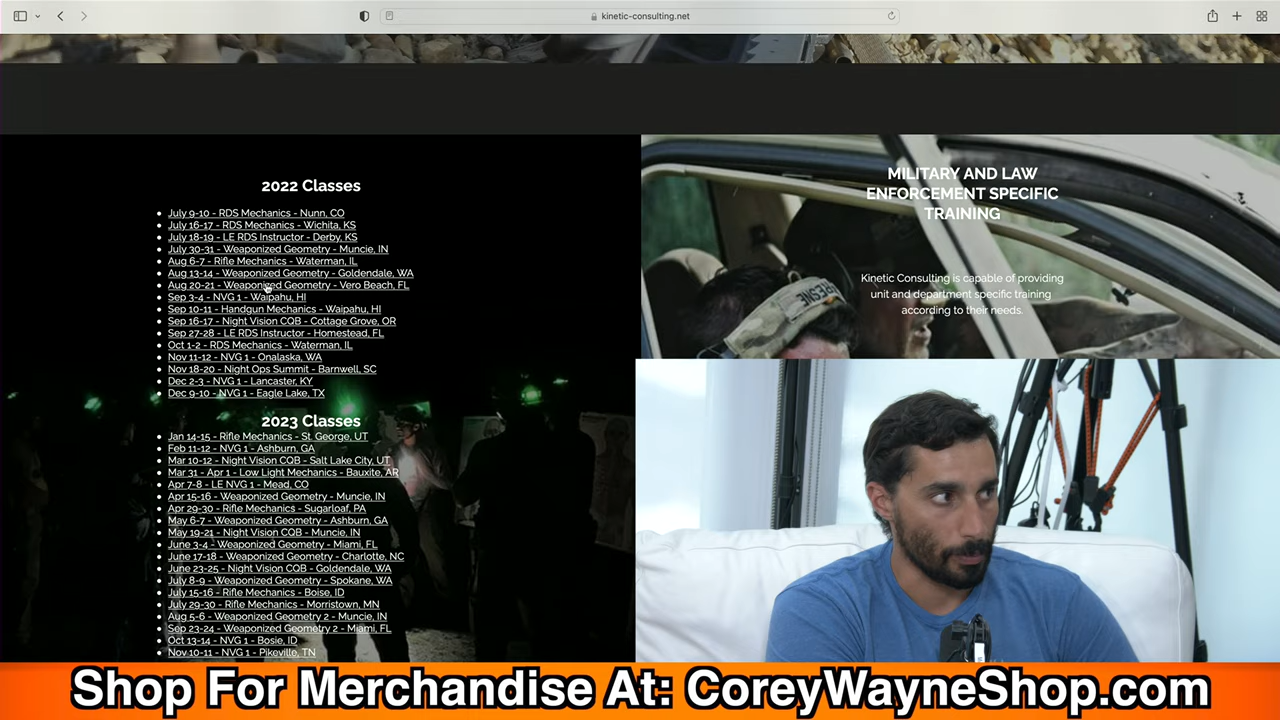 kinetic-consulting.net
2022 Classes
July 9-10 - RDS Mechanics - Nunn, CO
July 16-17 - RDS Mechanics - Wichita, KS
July 18-19 - LE RDS Instructor - Derby, KS
July 30-31 - Weaponized Geometry - Muncie, IN
Aug 6-7 - Rifle Mechanics - Waterman, IL
Aug 13-14 - Weaponized Geometry - Goldendale, WA
Aug 20-21 - Weaponized Geometry - Vero Beach, FL
Sep 3-4 - NVG 1 - Waipahu, HI
Sep 10-11 - Handgun Mechanics - Waipahu, HI
Sep 16-17 - Night Vision CQB - Cottage Grove, OR
Sep 27-28 - LE RDS Instructor - Homestead, FL
Oct 1-2 - RDS Mechanics - Waterman, IL
Nov 11-12 - NVG 1 - Onalaska, WA
Nov 18-20 - Night Ops Summit - Barnwell, SC
Dec 2-3 - NVG 1 - Lancaster, KY
Dec 9-10 - NVG 1 - Eagle Lake, TX
2023 Classes
Jan 14-15 - Rifle Mechanics - St. George, UT
Feb 11-12 - NVG 1 - Ashburn, GA
Mar 10-12 - Night Vision CQB - Salt Lake City, UT
Mar 31 - Apr 1 - Low Light Mechanics - Bauxite, AR
Apr 7-8 - LE NVG 1 - Mead, CO
Apr 15-16 - Weaponized Geometry - Muncie, IN
Apr 29-30 - Rifle Mechanics - Sugarloaf, PA
May 6-7 - Weaponized Geometry - Ashburn, GA
May 19-21 - Night Vision CQB - Muncie, IN
June 3-4 - Weaponized Geometry - Miami, FL
June 17-18 - Weaponized Geometry - Charlotte, NC
June 23-25 - Night Vision CQB - Goldendale, WA
July 8-9 - Weaponized Geometry - Spokane, WA
July 15-16 - Rifle Mechanics - Boise, ID
July 29-30 - Rifle Mechanics - Morristown, MN
Aug 5-6 - Weaponized Geometry 2 - Muncie, IN
Sep 23-24 - Weaponized Geometry 2 - Miami, FL
Oct 13-14 - NVG 1 - Bosie, ID
Nov 10-11 - NVG 1 - Pikeville, TN
MILITARY AND LAW
ENFORCEMENT SPECIFIC
TRAINING
Kinetic Consulting is capable of providing
unit and department specific training
according to their needs.
Shop For Merchandise At: CoreyWayneShop.com